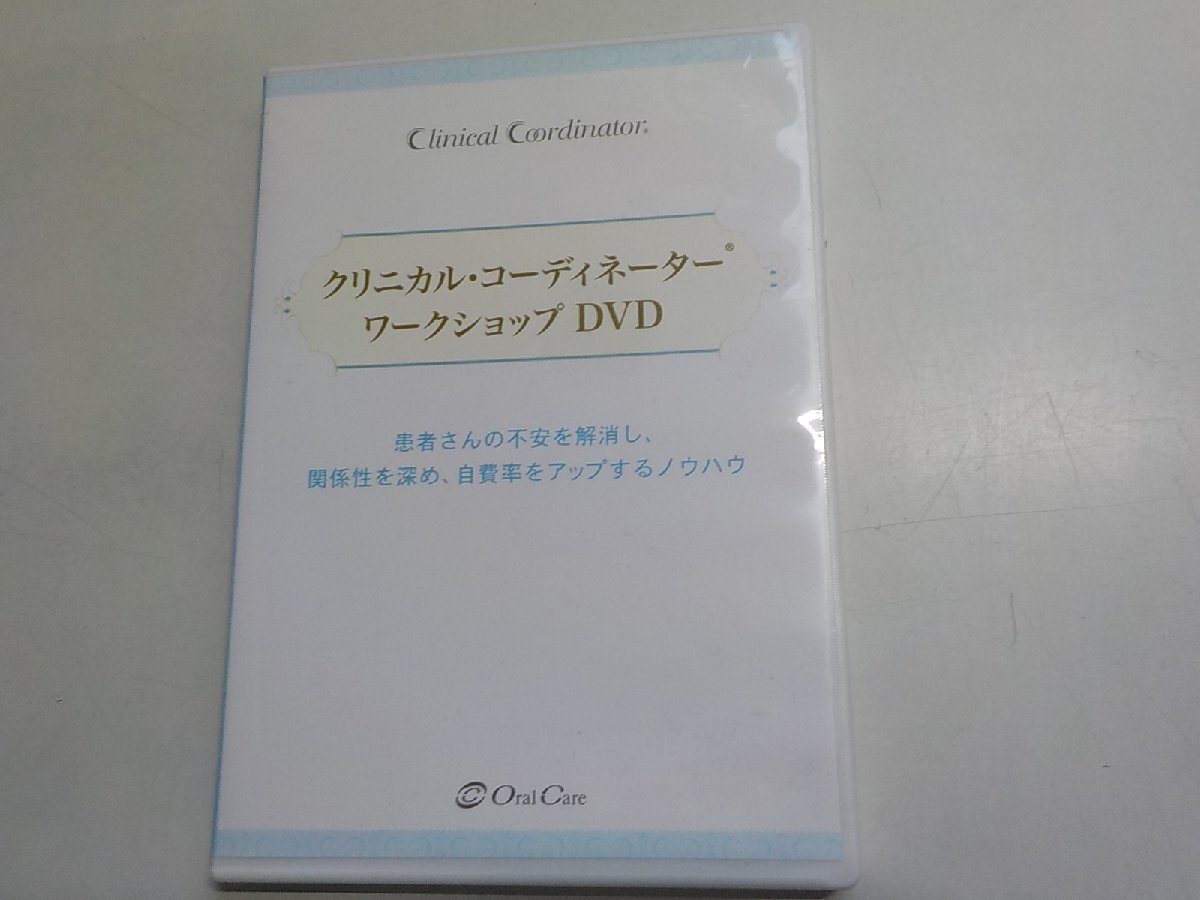 Clinical Coordinator®
クリニカル・コーディネーター®
ワークショップ DVD
患者さんの不安を解消し、
関係性を深め、自費率をアップするノウハウ
Oral Care